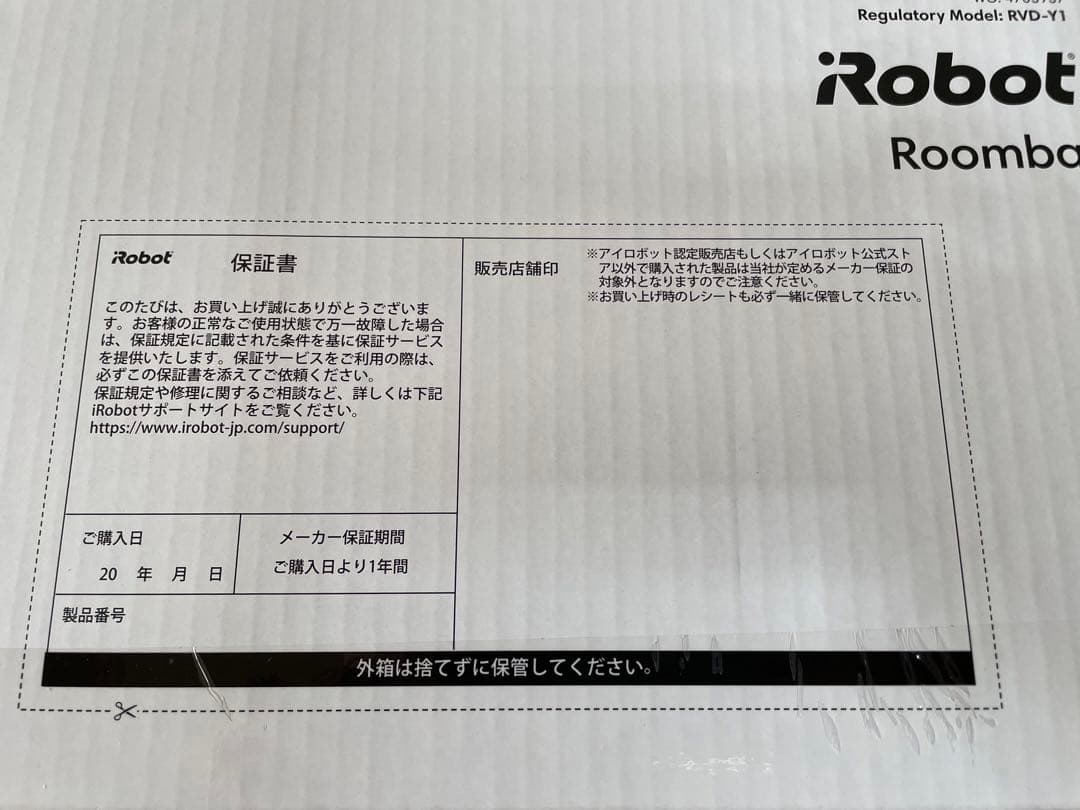 Regulatory Model: RVD-Y1
iRobot®
Roomba
iRobot 保証書
このたびは、お買い上げ誠にありがとうございま
す。お客様の正常なご使用状態で万一故障した場合
は、保証規定に記載された条件を基に保証サービス
を提供いたします。保証サービスをご利用の際は、
必ずこの保証書を添えてご依頼ください。
保証規定や修理に関するご相談など、詳しくは下記
iRobotサポートサイトをご覧ください。
https://www.irobot-jp.com/support/
販売店舗印
※アイロボット認定販売店もしくはアイロボット公式スト
ア以外で購入された製品は当社が定めるメーカー保証の
対象外となりますのでご注意ください。
※お買い上げ時のレシートも必ず一緒に保管してください。
ご購入日
20 年 月 日
メーカー保証期間
ご購入日より1年間
製品番号
外箱は捨てずに保管してください。